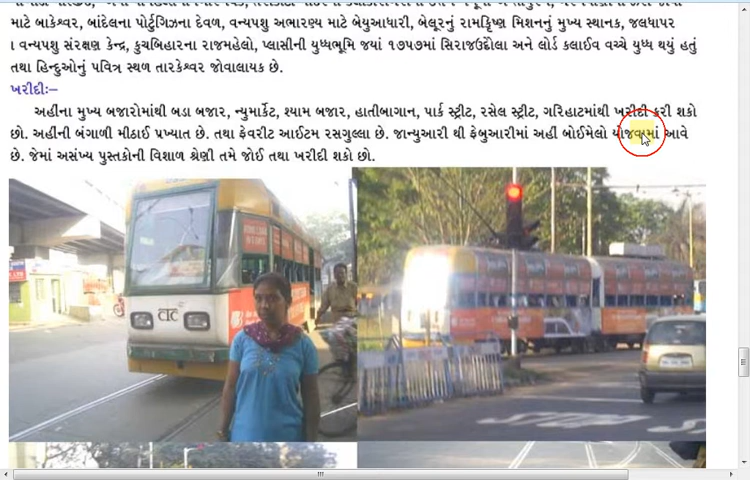 માટે બાકેશ્વર, બાંદેલના પોર્ટુગિઝના દેવળ, વન્યપશુ અભારણ્ય માટે બેયુઆધારી, બેલૂરનું રામકૃિષ્ણ મિશનનું મુખ્ય સ્થાનક, જલધાપર
ા વન્યપશુ સંરક્ષણ કેન્દ્ર, કુચબિહારના રાજમહેલો, પ્લાસીની યુધ્ધભૂમિ જયાં ૧૭૫૭માં સિરાજઉદૌલા અને લોર્ડ કલાઈવ વચ્ચે યુધ્ધ થયું હતું
તથા હિન્દુઓનું પવિત્ર સ્થળ તારકેશ્વર જોવાલાયક છે.
ખરીદીઃ–
અહીંના મુખ્ય બજારોમાંથી બડા બજાર, ન્યુમાર્કેટ, શ્યામ બજાર, હાતીબાગાન, પાર્ક સ્ટ્રીટ, રસેલ સ્ટ્રીટ, ગરિહાટમાંથી ખરીદી કરી શકો
છો. અહીંની બંગાળી મીઠાઈ પ્રખ્યાત છે. તથા ફેવરીટ આઈટમ રસગુલ્લા છે. જાન્યુઆરી થી ફેબ્રુઆરીમાં અહીં બોઈમેલો યોજવામાં આવે
છે. જેમાં અસંખ્ય પુસ્તકોની વિશાળ શ્રેણી તમે જોઈ તથા ખરીદી શકો છો.
CTC